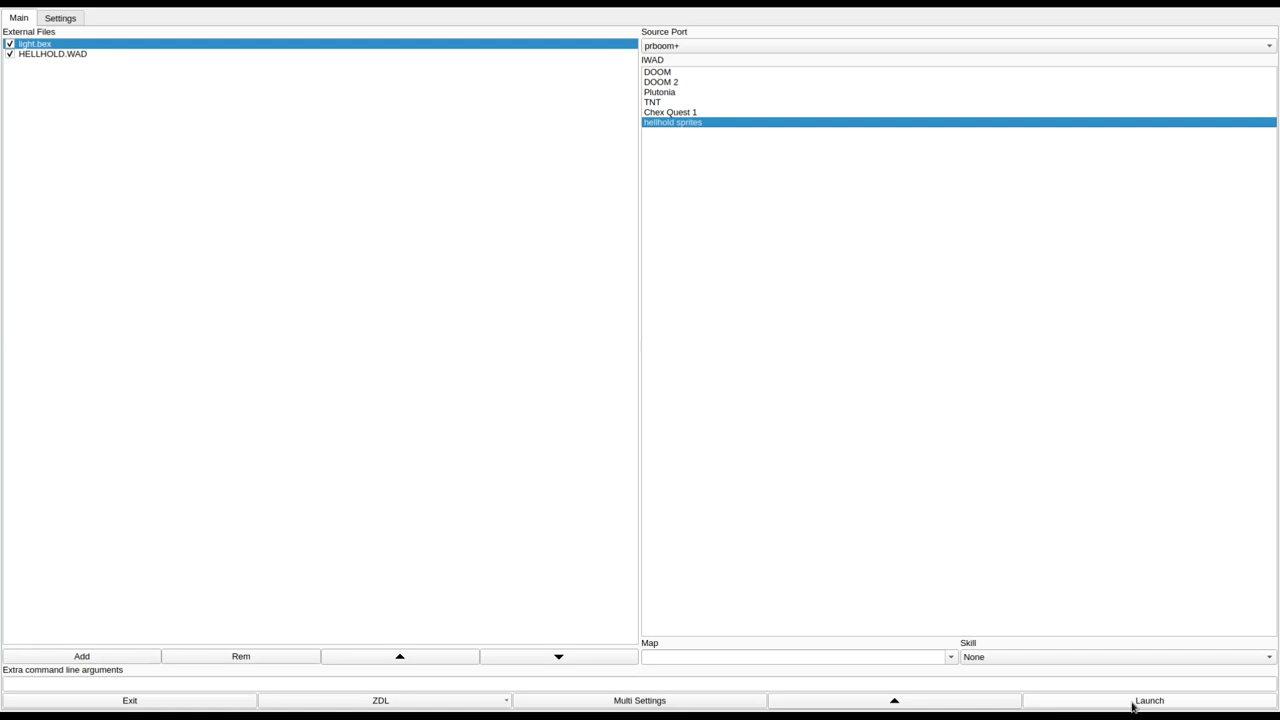 Main
Settings
External Files
light.bex
HELLHOLD.WAD
Source Port
prboom+
IWAD
DOOM
DOOM 2
Plutonia
TNT
Chex Quest 1
hellhold sprites
Map
Skill
None
Add
Rem
Extra command line arguments
Exit
ZDL
Multi Settings
Launch